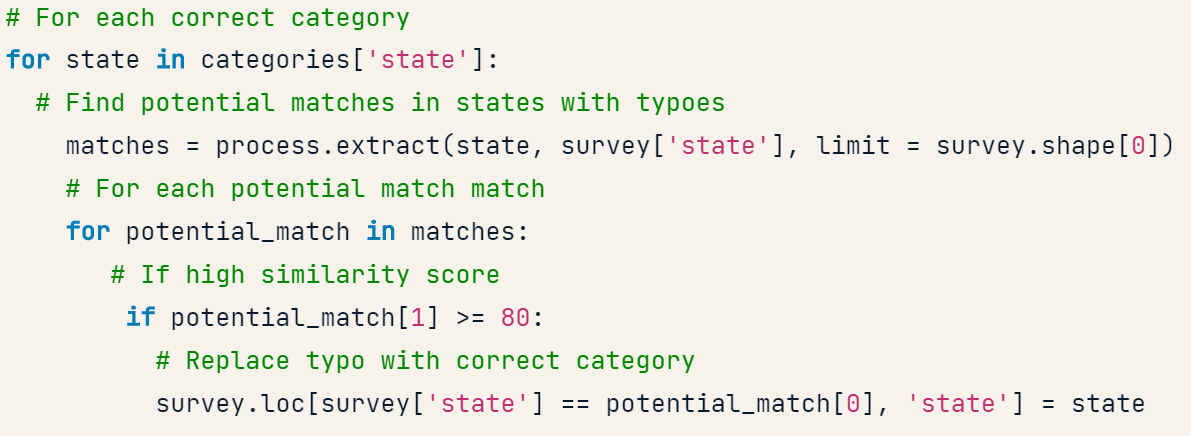 # For each correct category
for state in categories['state']:
  # Find potential matches in states with typoes
    matches = process.extract(state, survey['state'], limit = survey.shape[0])
    # For each potential match match
    for potential_match in matches:
       # If high similarity score
        if potential_match[1] >= 80:
          # Replace typo with correct category
          survey.loc[survey['state'] == potential_match[0], 'state'] = state